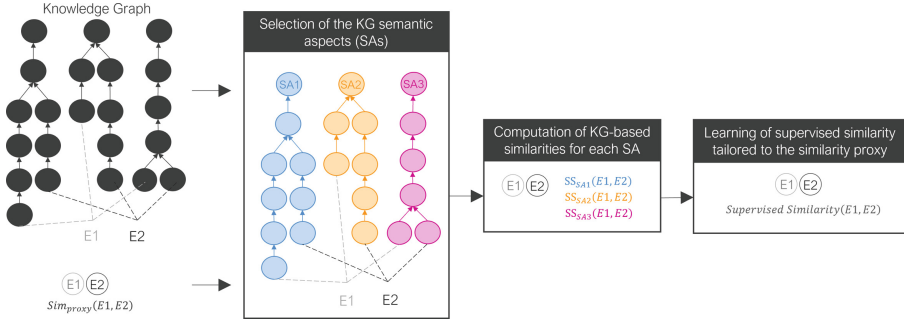 Knowledge Graph
E1 E2
E1 E2
Sim_proxy(E1, E2)
Selection of the KG semantic
aspects (SAs)
SA1 SA2 SA3
E1 E2
Computation of KG-based
similarities for each SA
E1 E2
SS_SA1(E1, E2)
SS_SA2(E1, E2)
SS_SA3(E1, E2)
Learning of supervised similarity
tailored to the similarity proxy
E1 E2
Supervised Similarity(E1, E2)